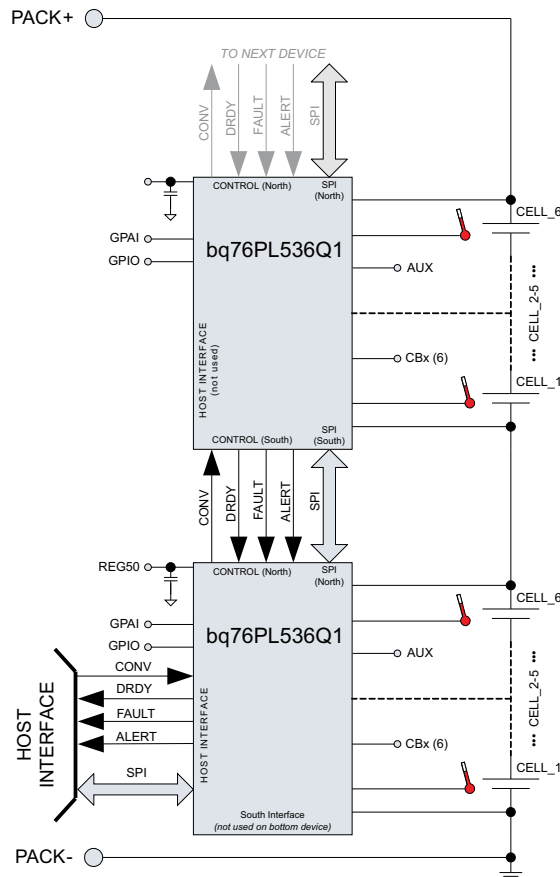 PACK+
TO NEXT DEVICE
CONV
DRDY
FAULT
ALERT
SPI
CONTROL (North)
SPI
(North)
CELL_6
GPAI
bq76PL536Q1
GPIO
AUX
... CELL_2-5 ...
HOST INTERFACE
(not used)
CBx (6)
CELL_1
SPI
(South)
CONTROL (South)
CONV
DRDY
FAULT
ALERT
SPI
REG50
CONTROL (North)
SPI
(North)
CELL_6
GPAI
bq76PL536Q1
GPIO
AUX
CONV
DRDY
FAULT
ALERT
SPI
HOST
INTERFACE
HOST INTERFACE
... CELL_2-5 ...
CBx (6)
CELL_1
South Interface
(not used on bottom device)
PACK-